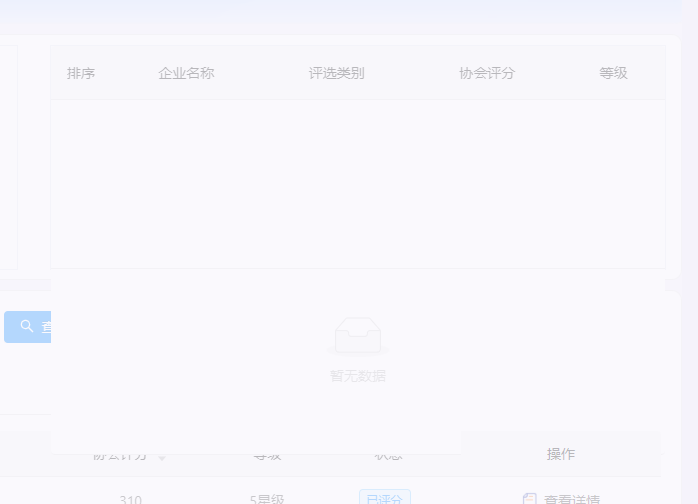 排序 企业名称 评选类别 协会评分 等级
查
暂无数据
协会评分 等级 状态 操作
310 5星级 已评分 查看详情